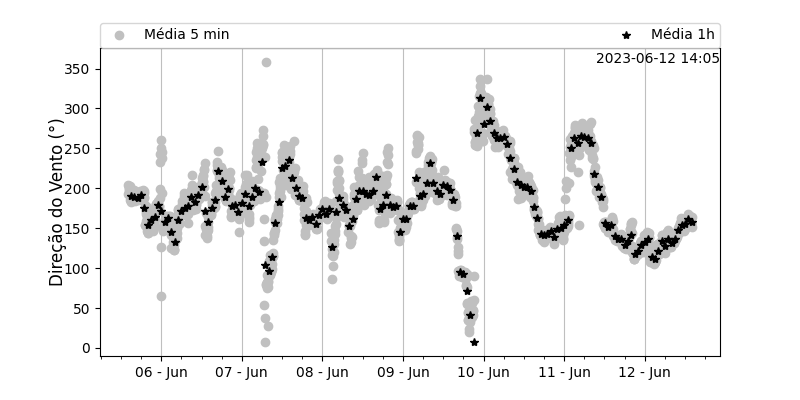 Média 5 min
Média 1h
2023-06-12 14:05
Direção do Vento (°)
350
300
250
200
150
100
50
0
06 - Jun
07 - Jun
08 - Jun
09 - Jun
10 - Jun
11 - Jun
12 - Jun